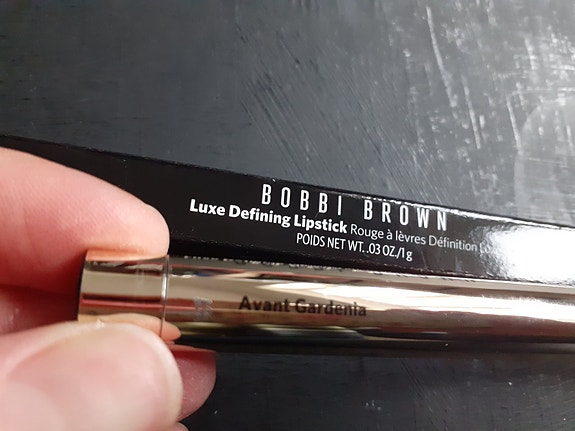 BOBBI BROWN
Luxe Defining Lipstick Rouge à lèvres Définition
POIDS NET WT. .03 OZ./1g
Avant Gardenia